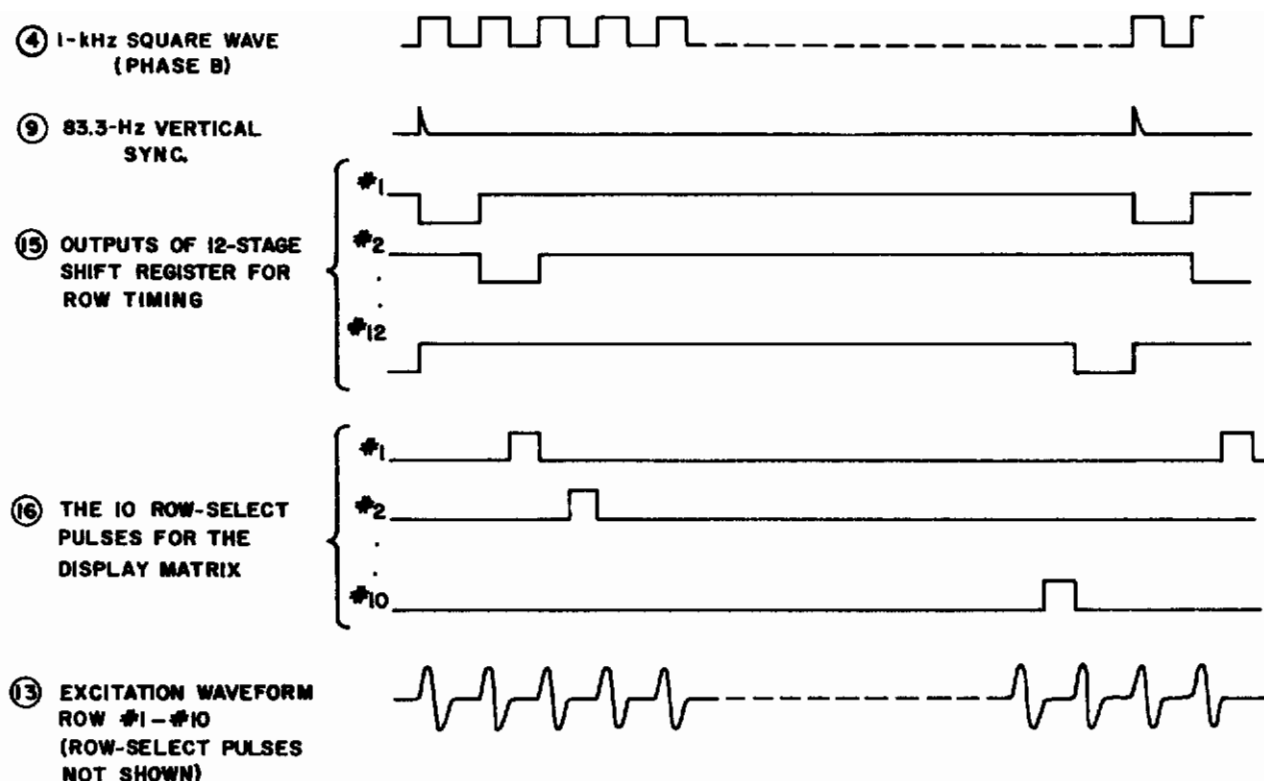 ④ 1-kHz SQUARE WAVE
(PHASE B)
⑨ 83.3-Hz VERTICAL
SYNC.
⑮ OUTPUTS OF 12-STAGE
SHIFT REGISTER FOR
ROW TIMING
#1
#2
.
.
#12
⑯ THE 10 ROW-SELECT
PULSES FOR THE
DISPLAY MATRIX
#1
#2
.
.
#10
⑬ EXCITATION WAVEFORM
ROW #1-#10
(ROW-SELECT PULSES
NOT SHOWN)